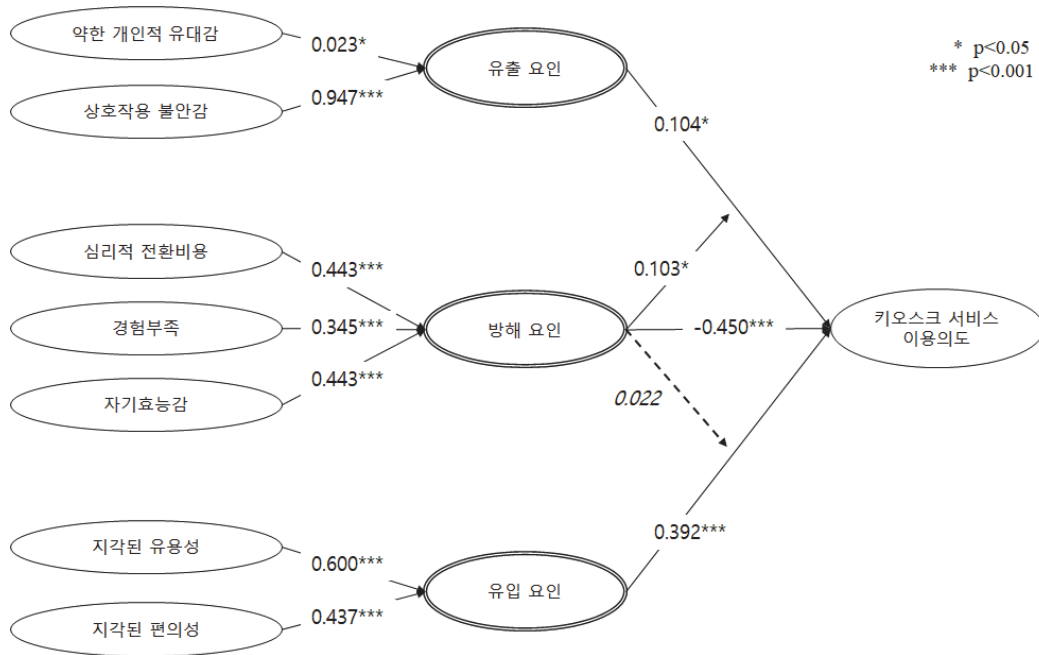 약한 개인적 유대감
0.023*
유출 요인
* p<0.05
*** p<0.001
상호작용 불안감
0.947***
0.104*
심리적 전환비용
0.443***
0.103*
경험부족
0.345***
방해 요인
-0.450***
키오스크 서비스
이용의도
자기효능감
0.443***
0.022
지각된 유용성
0.600***
0.392***
유입 요인
지각된 편의성
0.437***